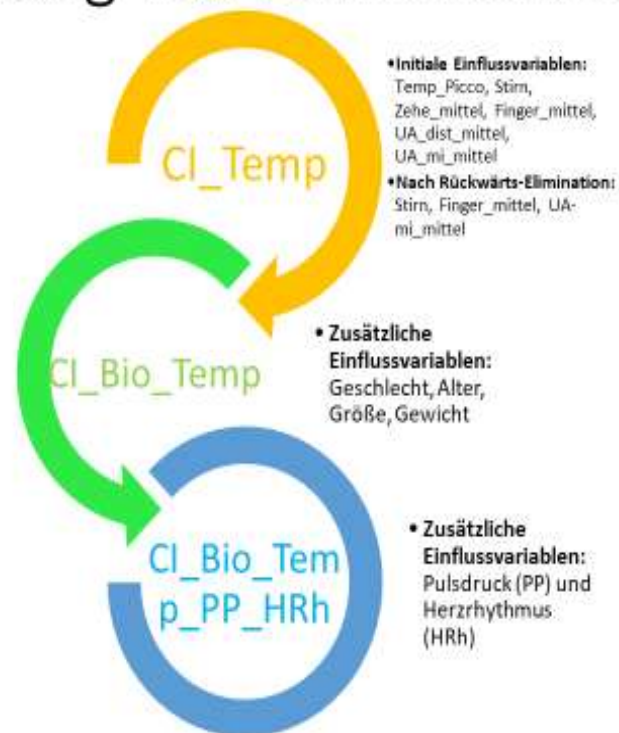 CI_Temp
•Initiale Einflussvariablen:
Temp_Picco, Stirn,
Zehe_mittel, Finger_mittel,
UA_dist_mittel,
UA_mi_mittel
•Nach Rückwärts-Elimination:
Stirn, Finger_mittel, UA-
mi_mittel
CI_Bio_Temp
• Zusätzliche
Einflussvariablen:
Geschlecht, Alter,
Größe, Gewicht
CI_Bio_Tem
p_PP_HRh
• Zusätzliche
Einflussvariablen:
Pulsdruck (PP) und
Herzrhythmus
(HRh)